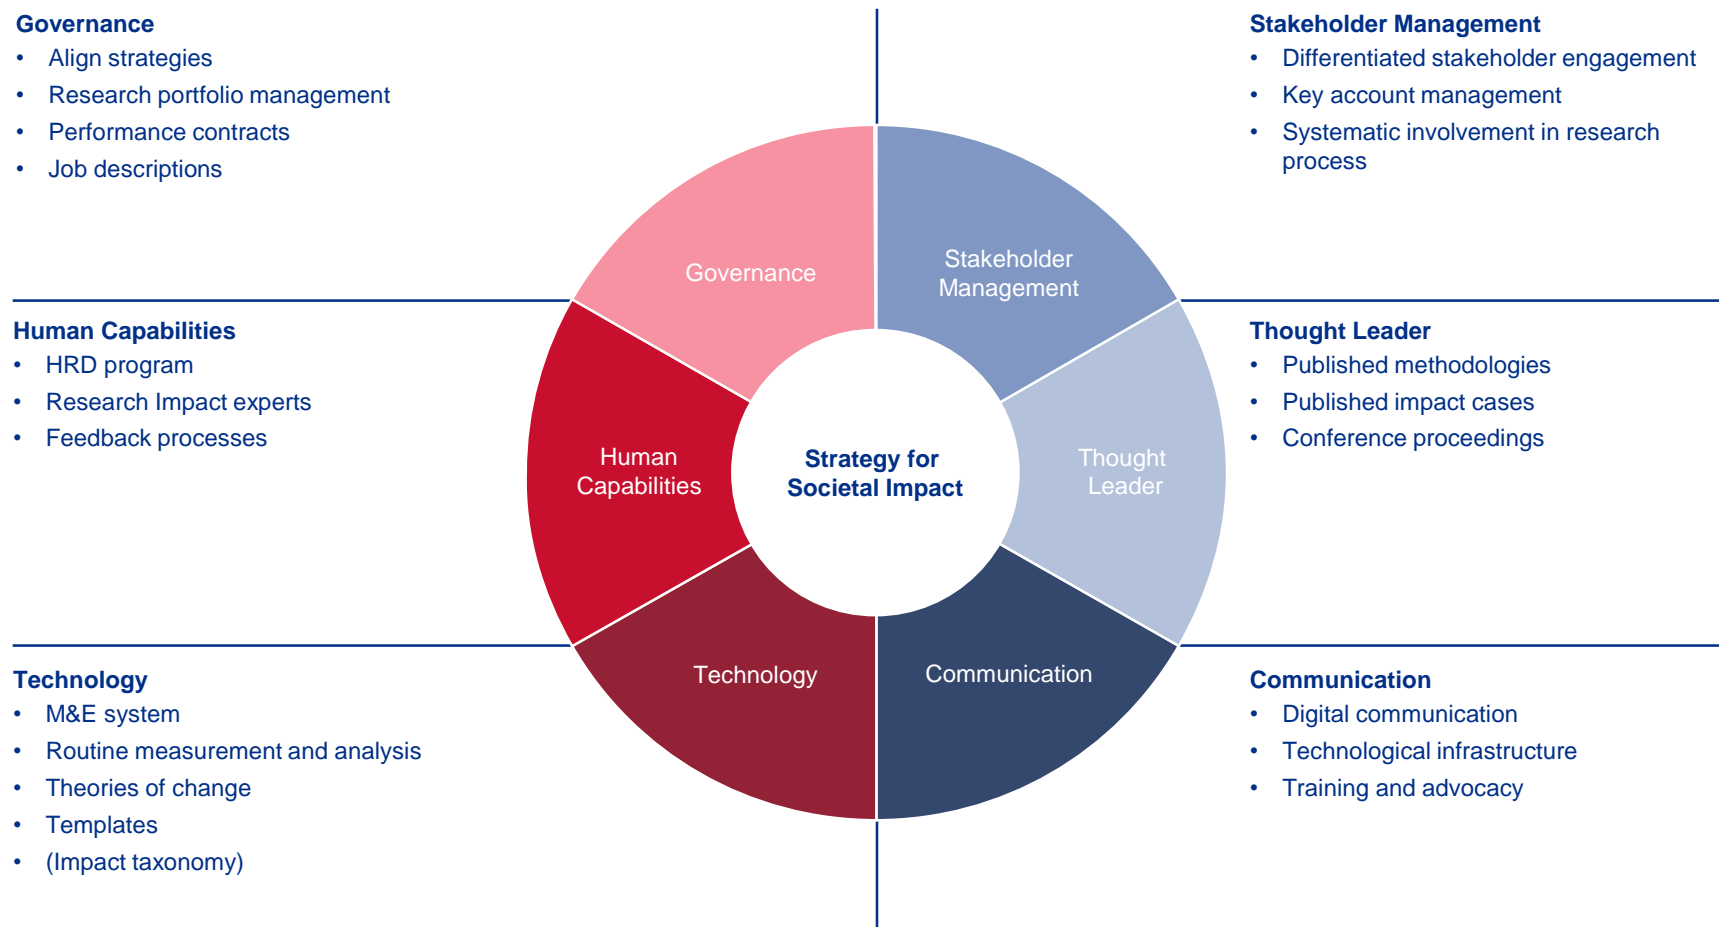 Governance
• Align strategies
• Research portfolio management
• Performance contracts
• Job descriptions
Stakeholder Management
• Differentiated stakeholder engagement
• Key account management
• Systematic involvement in research
process
Governance
Stakeholder
Management
Human Capabilities
• HRD program
• Research Impact experts
• Feedback processes
Human
Capabilities
Strategy for
Societal Impact
Thought
Leader
Thought Leader
• Published methodologies
• Published impact cases
• Conference proceedings
Technology
Communication
Technology
• M&E system
• Routine measurement and analysis
• Theories of change
• Templates
• (Impact taxonomy)
Communication
• Digital communication
• Technological infrastructure
• Training and advocacy